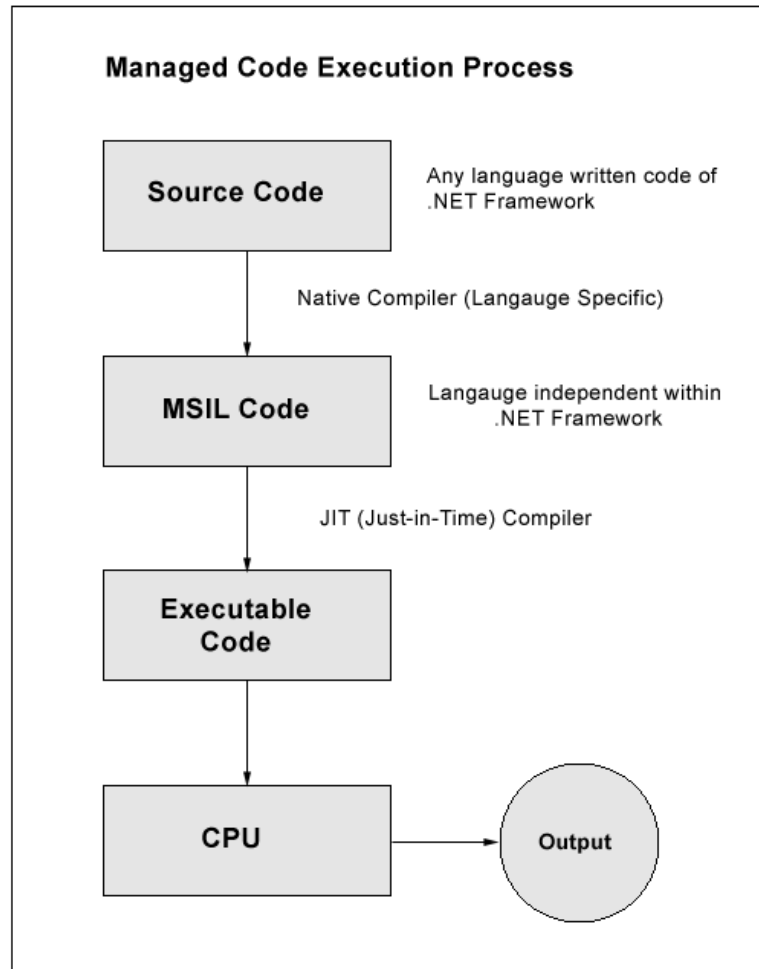 Managed Code Execution Process
Source Code
Any language written code of
.NET Framework
Native Compiler (Langauge Specific)
MSIL Code
Langauge independent within
.NET Framework
JIT (Just-in-Time) Compiler
Executable
Code
CPU
Output